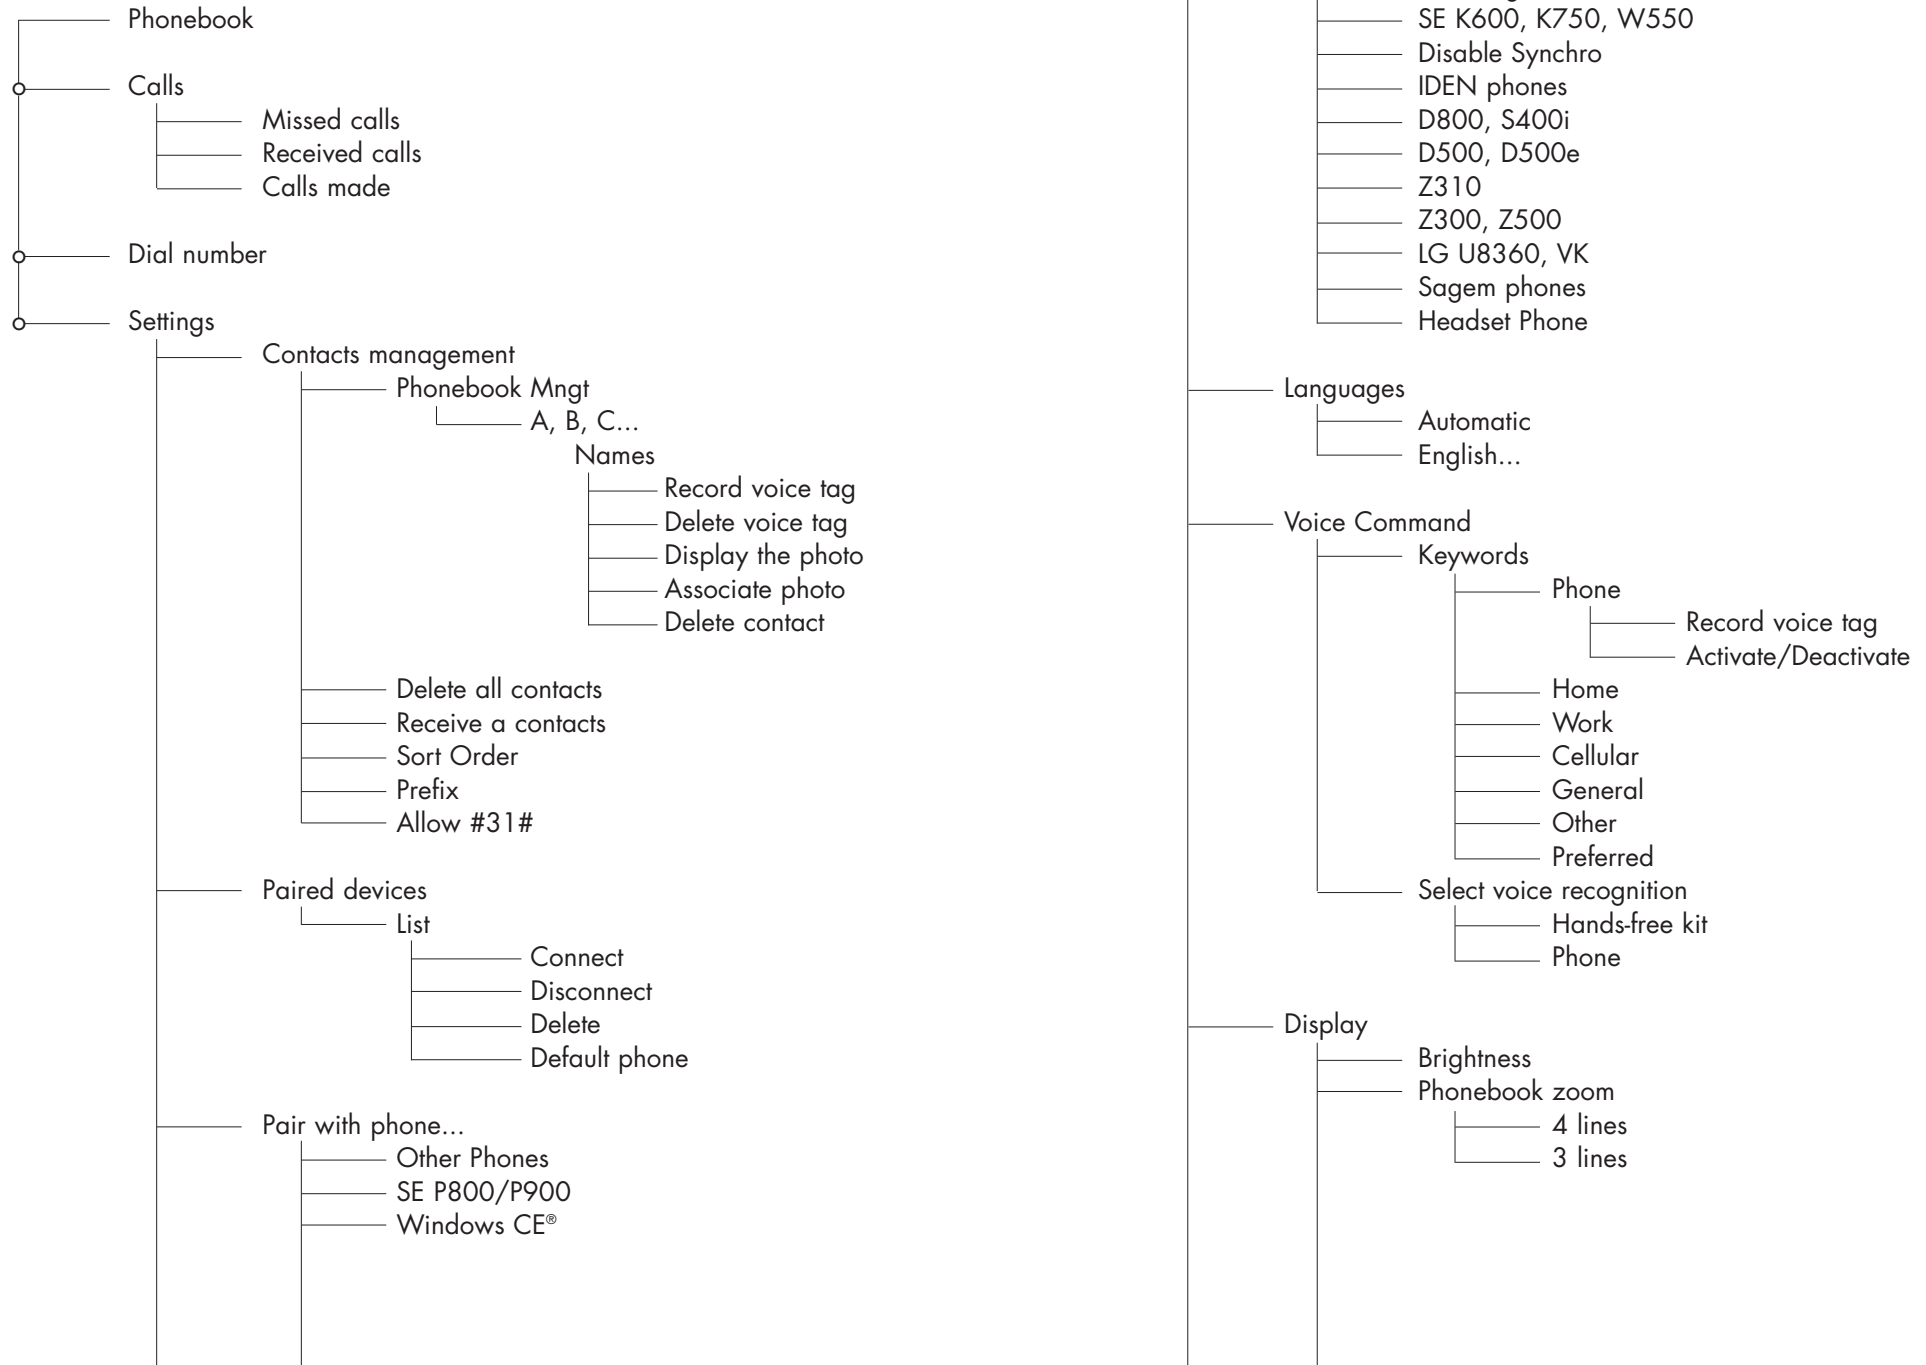 Phonebook
Calls
Missed calls
Received calls
Calls made
Dial number
Settings
Contacts management
Phonebook Mngt
A, B, C...
Names
Record voice tag
Delete voice tag
Display the photo
Associate photo
Delete contact
Delete all contacts
Receive a contacts
Sort Order
Prefix
Allow #31#
Paired devices
List
Connect
Disconnect
Delete
Default phone
Pair with phone...
Other Phones
SE P800/P900
Windows CE®
SE K600, K750, W550
Disable Synchro
IDEN phones
D800, S400i
D500, D500e
Z310
Z300, Z500
LG U8360, VK
Sagem phones
Headset Phone
Languages
Automatic
English...
Voice Command
Keywords
Phone
Record voice tag
Activate/Deactivate
Home
Work
Cellular
General
Other
Preferred
Select voice recognition
Hands-free kit
Phone
Display
Brightness
Phonebook zoom
4 lines
3 lines